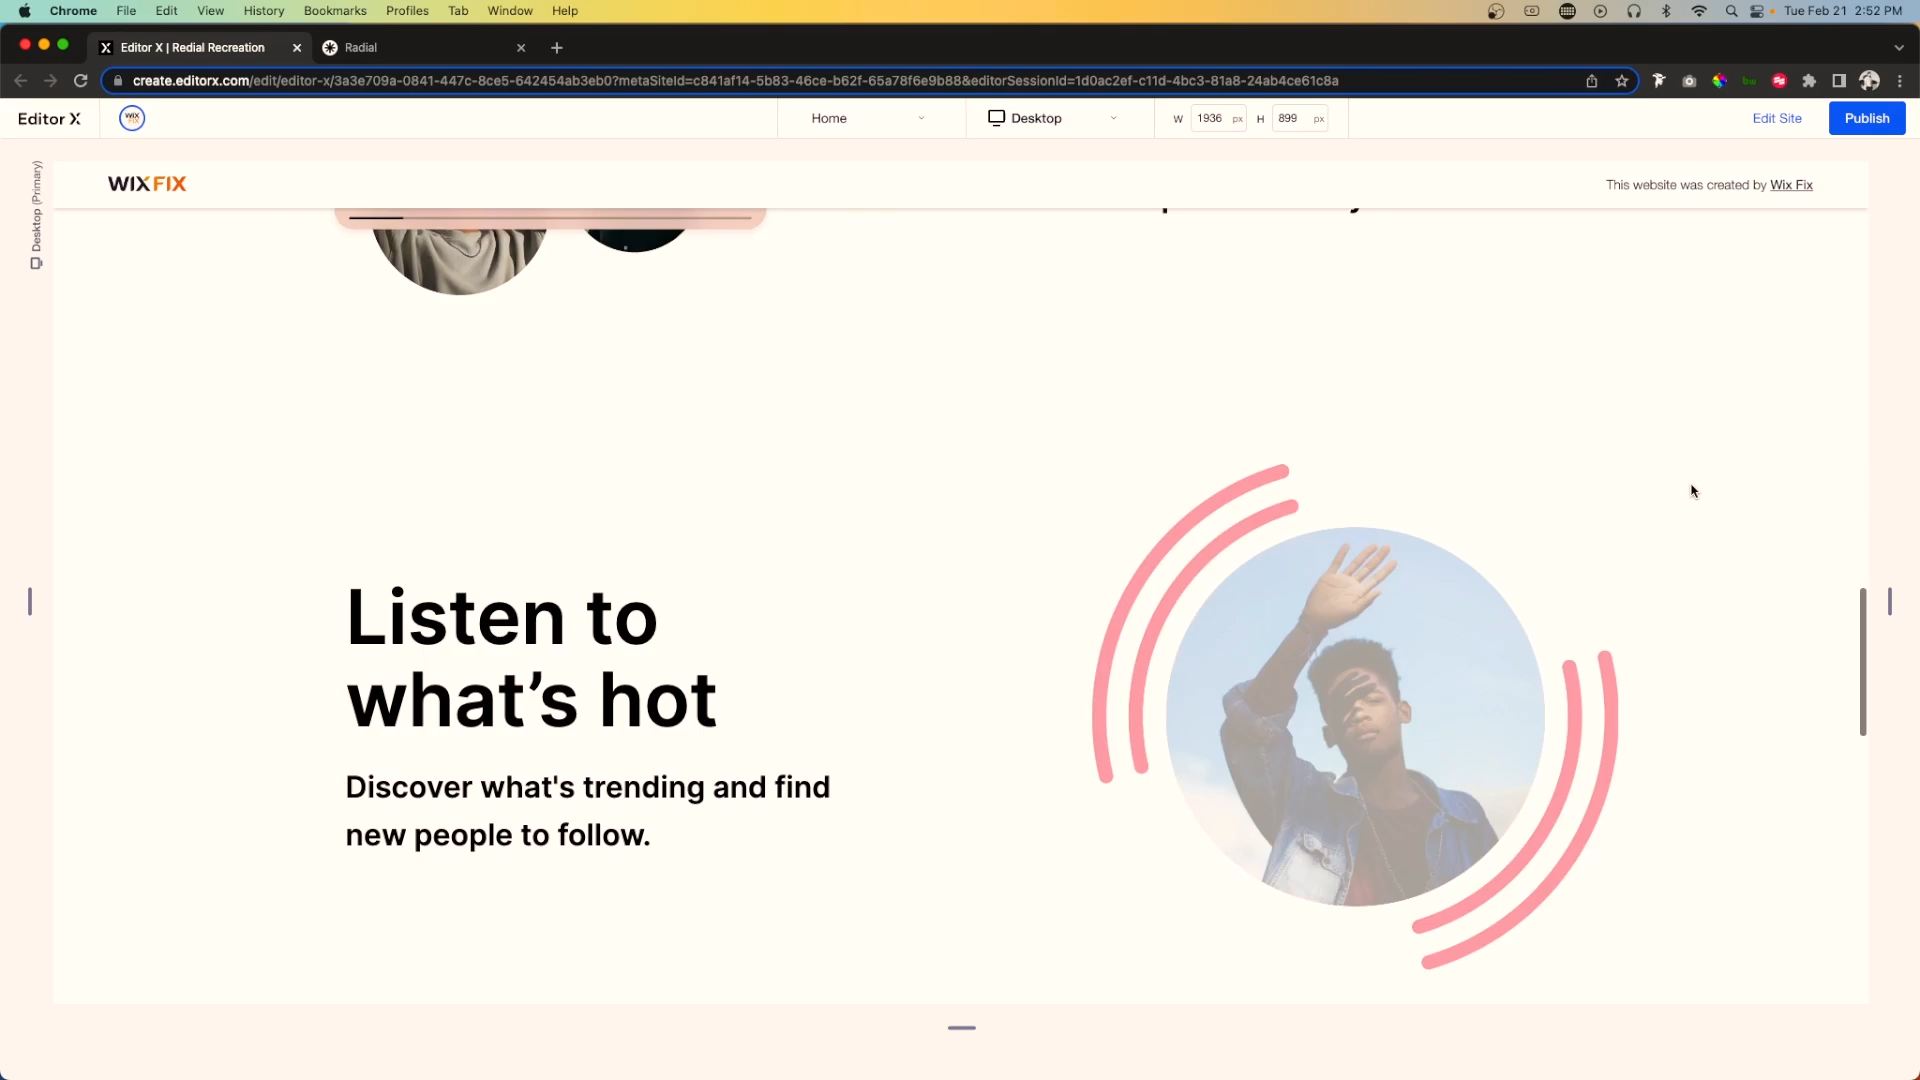 Chrome File Edit View History Bookmarks Profiles Tab Window Help Tue Feb 21 2:52 PM
Editor X | Redial Recreation Radial
create.editorx.com/edit/editor-x/3a3e709a-0841-447c-8ce5-642454ab3eb0?metaSiteId=c841af14-5b83-46ce-b62f-65a78f6e9b88&editorSessionId=1d0ac2ef-c11d-4bc3-81a8-24ab4ce61c8a
Editor X WIX FIX Home Desktop W 1936 px H 899 px Edit Site Publish
Desktop (Primary)
WIXFIX This website was created by Wix Fix
Listen to
what’s hot
Discover what's trending and find
new people to follow.